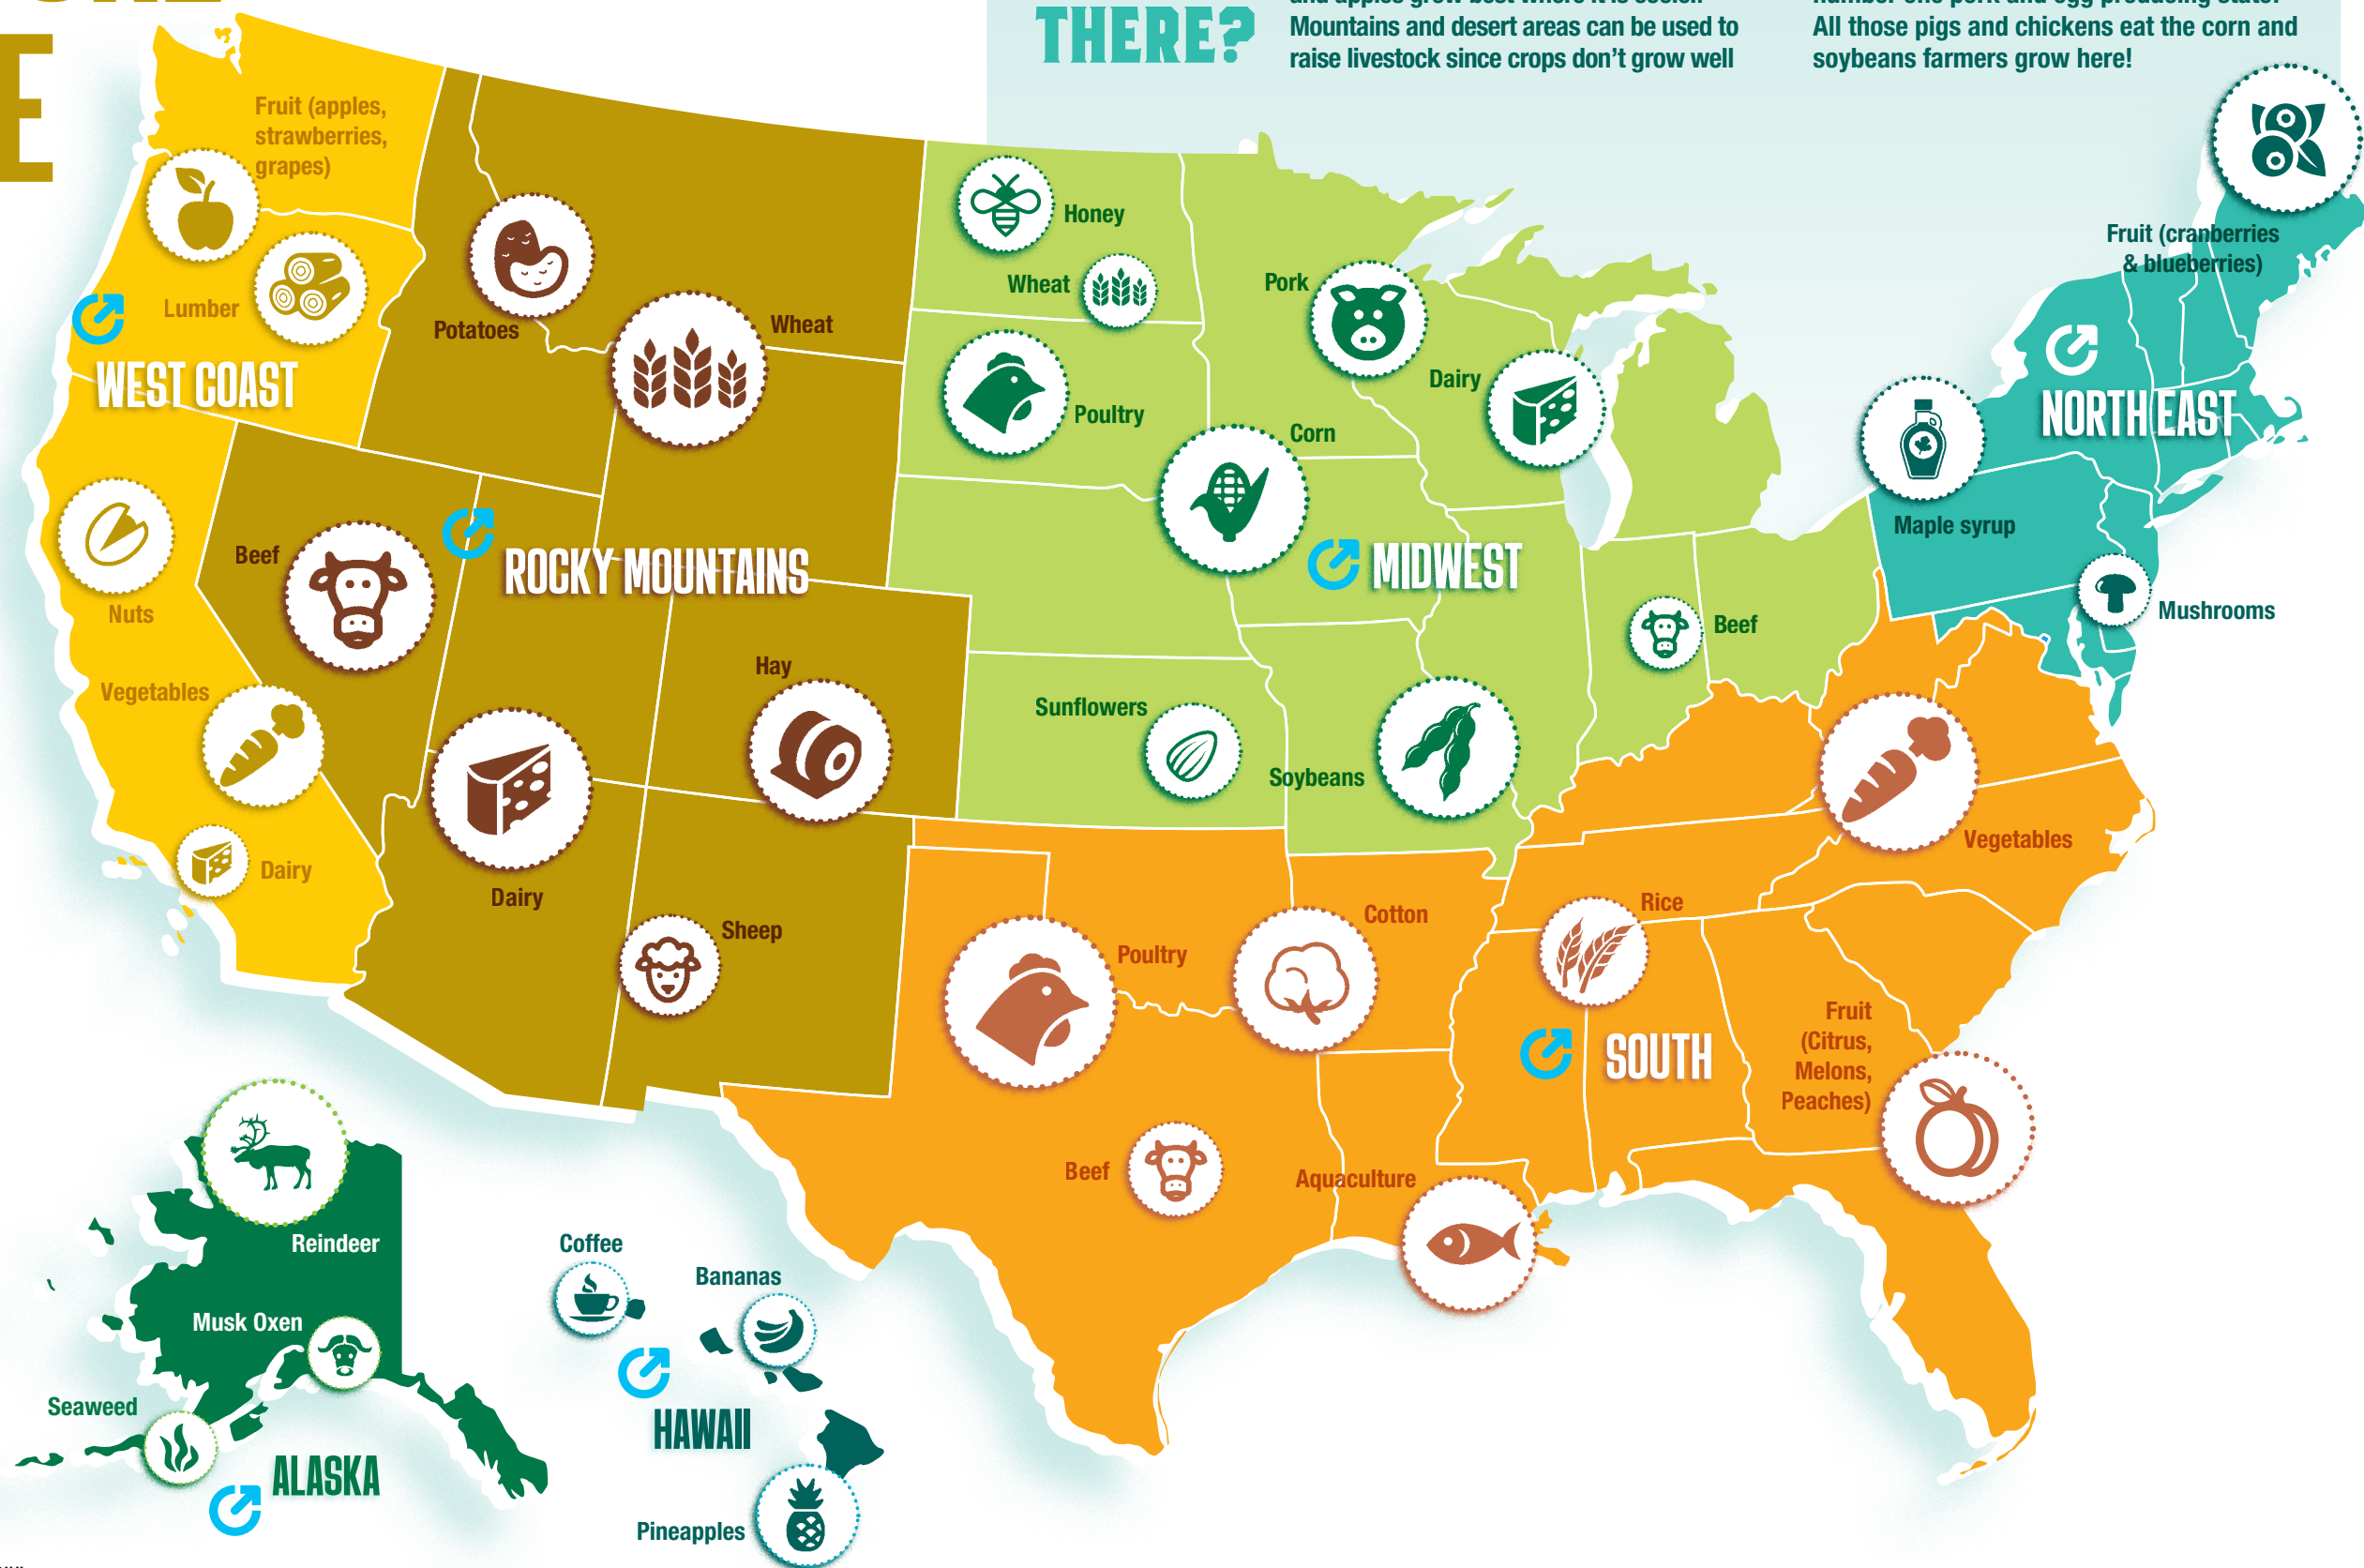 THERE?
Mountains and desert areas can be used to
raise livestock since crops don't grow well
All those pigs and chickens eat the corn and
soybeans farmers grow here!
Fruit (apples,
strawberries,
grapes)
Lumber
WEST COAST
Nuts
Vegetables
Dairy
Potatoes
Wheat
Beef
ROCKY MOUNTAINS
Hay
Dairy
Sheep
Honey
Wheat
Pork
Poultry
Dairy
Corn
MIDWEST
Beef
Sunflowers
Soybeans
Fruit (cranberries
& blueberries)
NORTH EAST
Maple syrup
Mushrooms
Vegetables
Rice
Cotton
Poultry
SOUTH
Fruit
(Citrus,
Melons,
Peaches)
Beef
Aquaculture
Reindeer
Musk Oxen
Seaweed
ALASKA
Coffee
Bananas
HAWAII
Pineapples